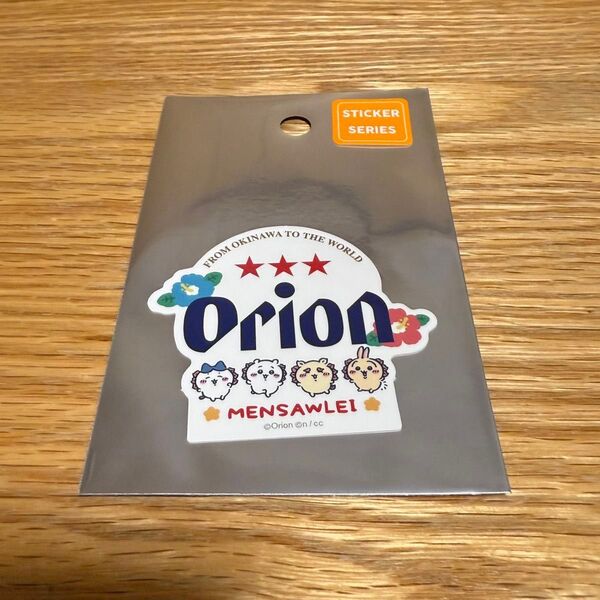 STICKER
SERIES
FROM OKINAWA TO THE WORLD
Orion
MENSAWLEI
©Orion ©n / cc